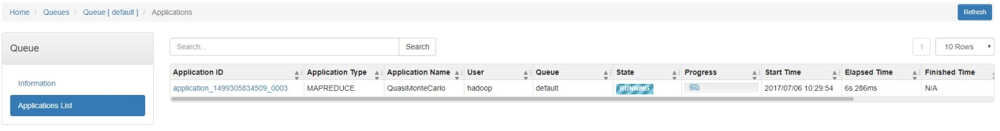 Home / Queues / Queue [ default ] / Applications
Refresh
Queue
Information
Applications List
Search...
Search
1
10 Rows
Application ID Application Type Application Name User Queue State Progress Start Time Elapsed Time Finished Time
application_1499305834509_0003 MAPREDUCE QuasiMonteCarlo hadoop default RUNNING 0% 2017/07/06 10:29:54 6s 286ms N/A